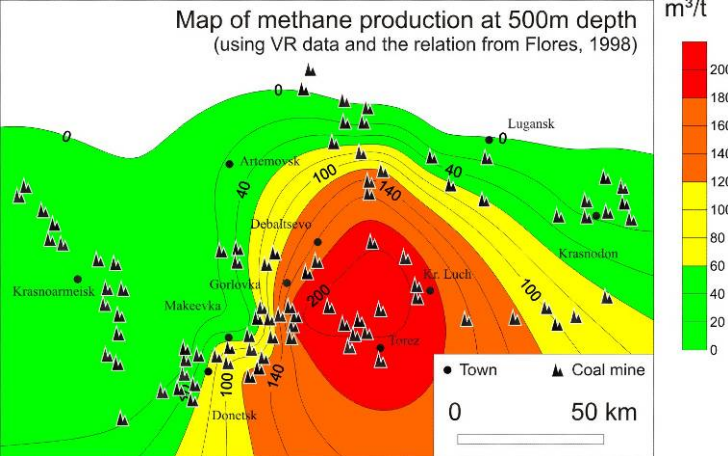 Map of methane production at 500m depth
(using VR data and the relation from Flores, 1998)
m³/t
200
180
160
140
120
100
80
60
40
20
0
0
0
0
Lugansk
Artemovsk
40
100
140
40
Debaltsevo
Krasnodon
Krasnoarmeisk
Gorlovka
200
Kr. Luch
100
Makeevka
Torez
100
140
Donetsk
Town
Coal mine
0
50 km